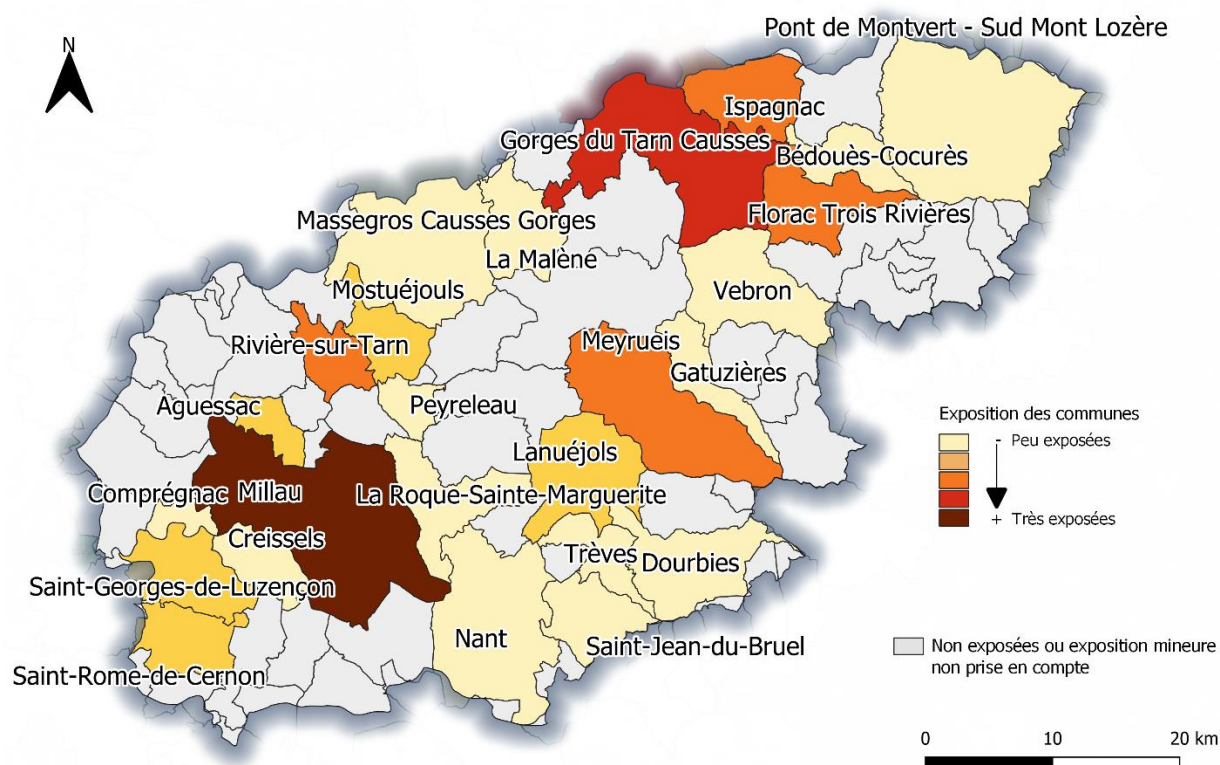 Pont de Montvert - Sud Mont Lozère
N
Ispagnac
Gorges du Tarn Causses
Bédouès-Cocurès
Massegros Causses Gorges
Florac Trois Rivières
La Malène
Mostuéjouls
Vebron
Rivière-sur-Tarn
Meyrueis
Gatuzières
Aguessac
Peyreleau
Exposition des communes
- Peu exposées
Lanuéjols
Comprégnac
Millau
La Roque-Sainte-Marguerite
+ Très exposées
Creissels
Trèves
Dourbies
Saint-Georges-de-Luzençon
Nant
Saint-Jean-du-Bruel
Non exposées ou exposition mineure
non prise en compte
Saint-Rome-de-Cernon
0 10 20 km